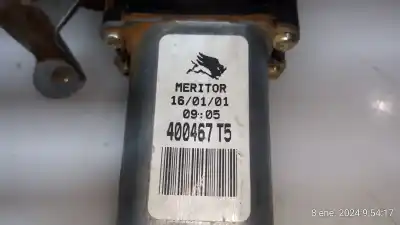 MERITOR
16/01/01
09:05
400467 T5
8 ene. 2024 9:54:17